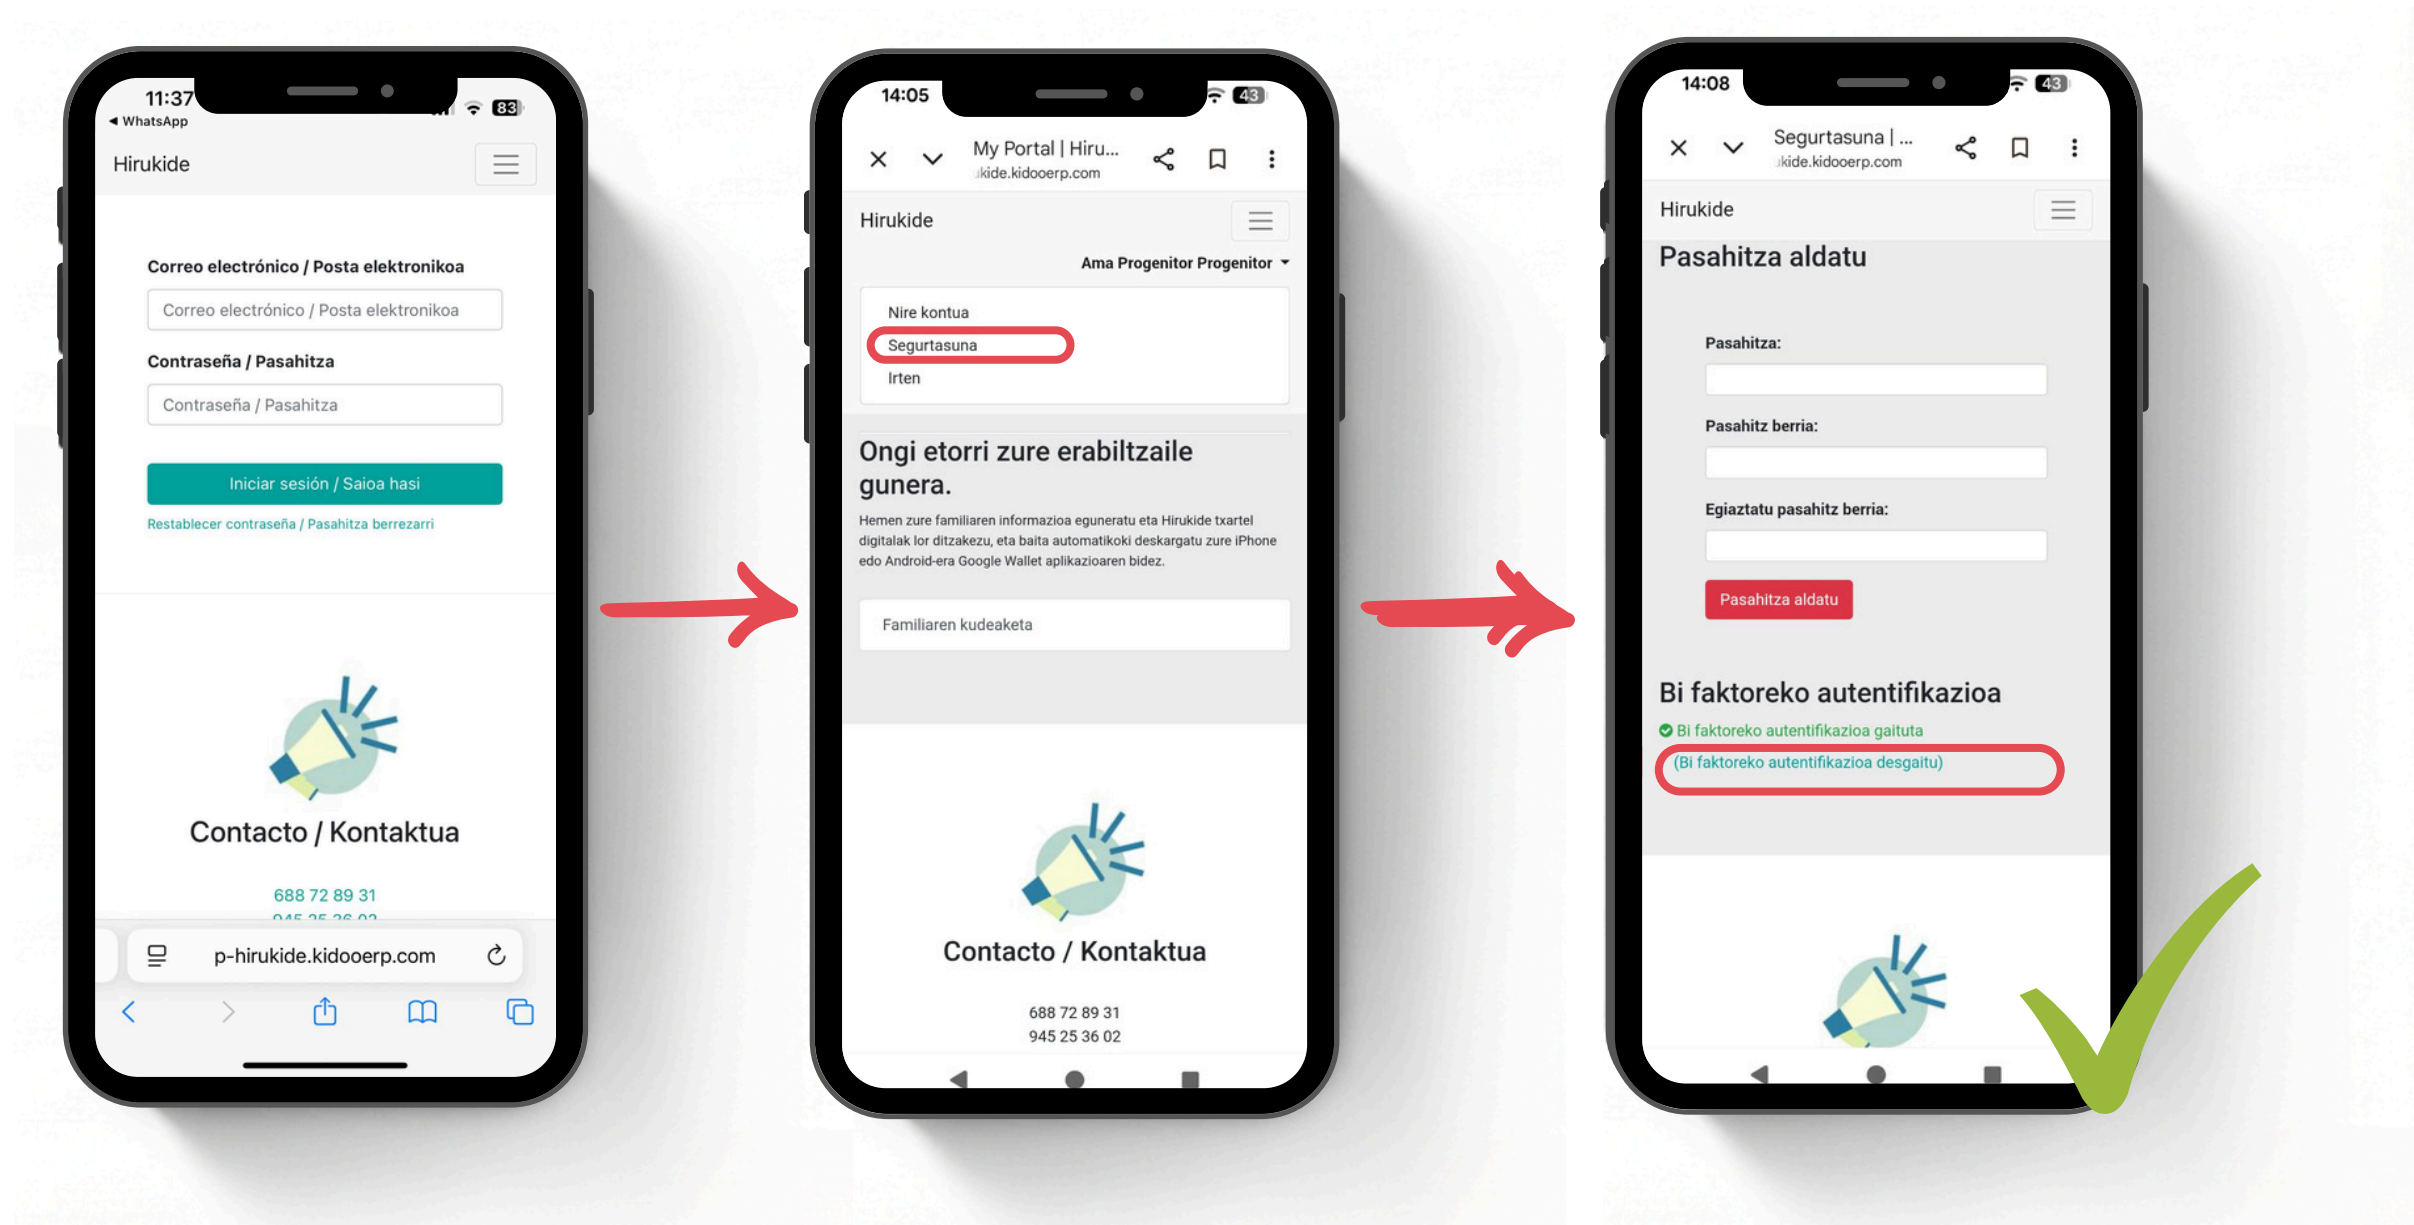 11:37
83
◀ WhatsApp
Hirukide
Correo electrónico / Posta elektronikoa
Correo electrónico / Posta elektronikoa
Contraseña / Pasahitza
Contraseña / Pasahitza
Iniciar sesión / Saioa hasi
Restablecer contraseña / Pasahitza berrezarri
Contacto / Kontaktua
688 72 89 31
945 25 36 02
p-hirukide.kidooerp.com
14:05
43
My Portal | Hiru...
ukide.kidooerp.com
Hirukide
Ama Progenitor Progenitor
Nire kontua
Segurtasuna
Irten
Ongi etorri zure erabiltzaile
gunera.
Hemen zure familiaren informazioa eguneratu eta Hirukide txartel
digitalak lor ditzakezu, eta baita automatikoki deskargatu zure iPhone
edo Android-era Google Wallet aplikazioaren bidez.
Familiaren kudeaketa
Contacto / Kontaktua
688 72 89 31
945 25 36 02
14:08
43
Segurtasuna | ...
ukide.kidooerp.com
Hirukide
Pasahitza aldatu
Pasahitza:
Pasahitz berria:
Egiaztatu pasahitz berria:
Pasahitza aldatu
Bi faktoreko autentifikazioa
Bi faktoreko autentifikazioa gaituta
(Bi faktoreko autentifikazioa desgaitu)